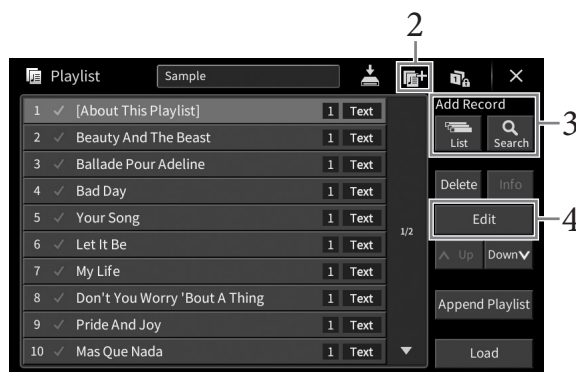 2
Playlist Sample
Add Record
1 [About This Playlist] 1 Text
List Search
3
2 Beauty And The Beast 1 Text
3 Ballade Pour Adeline 1 Text
Delete Info
4 Bad Day 1 Text
5 Your Song 1 Text
Edit
4
1/2
6 Let It Be 1 Text
Up Down
7 My Life 1 Text
8 Don't You Worry 'Bout A Thing 1 Text
Append Playlist
9 Pride And Joy 1 Text
10 Mas Que Nada 1 Text
Load